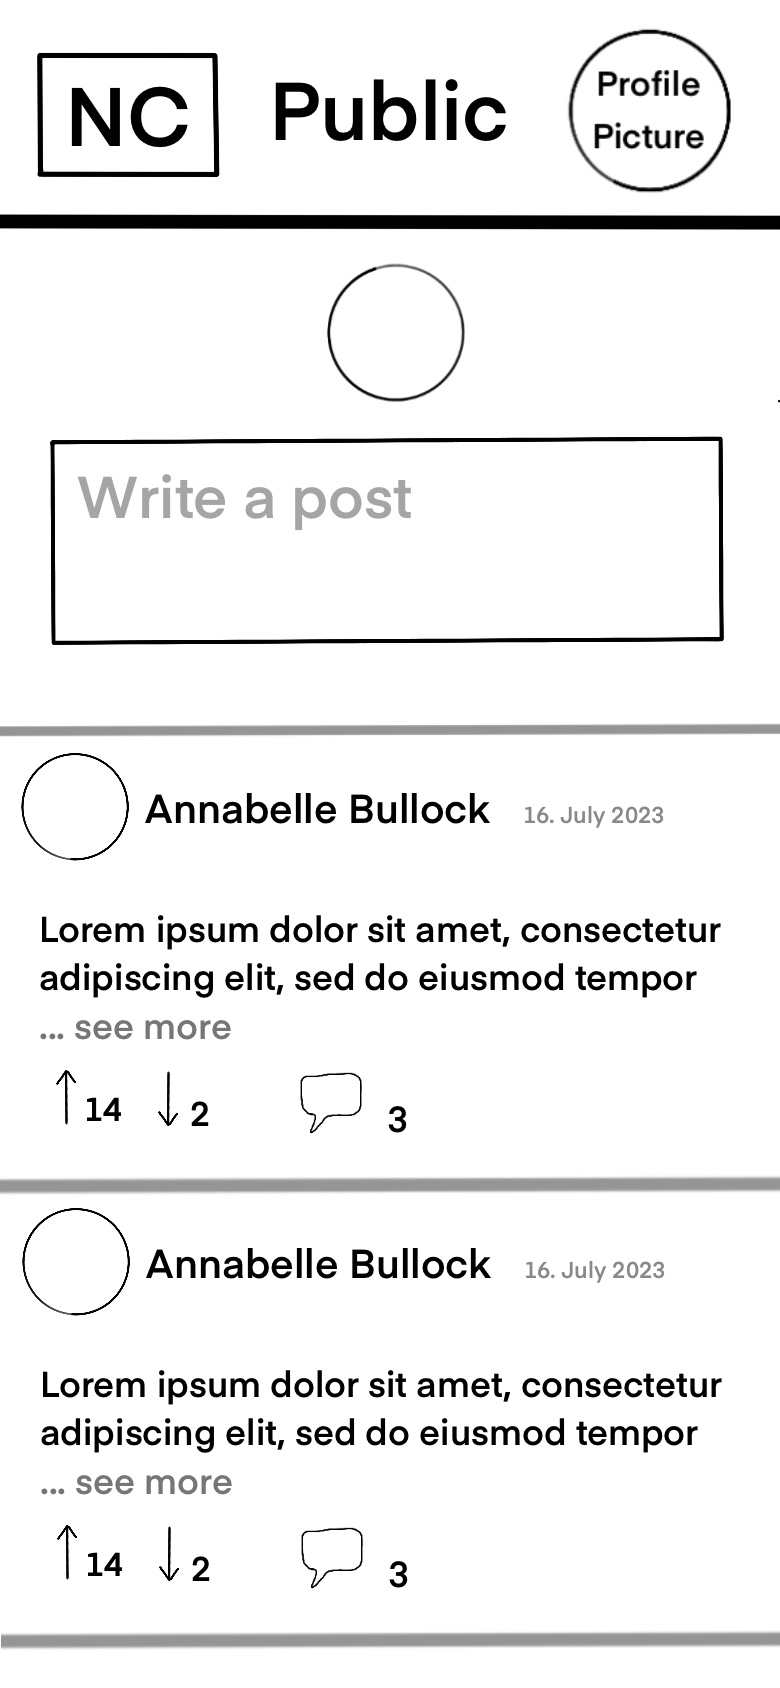 NC Public Profile
Picture
Write a post
Annabelle Bullock 16. July 2023
Lorem ipsum dolor sit amet, consectetur
adipiscing elit, sed do eiusmod tempor
... see more
14 2 3
Annabelle Bullock 16. July 2023
Lorem ipsum dolor sit amet, consectetur
adipiscing elit, sed do eiusmod tempor
... see more
14 2 3